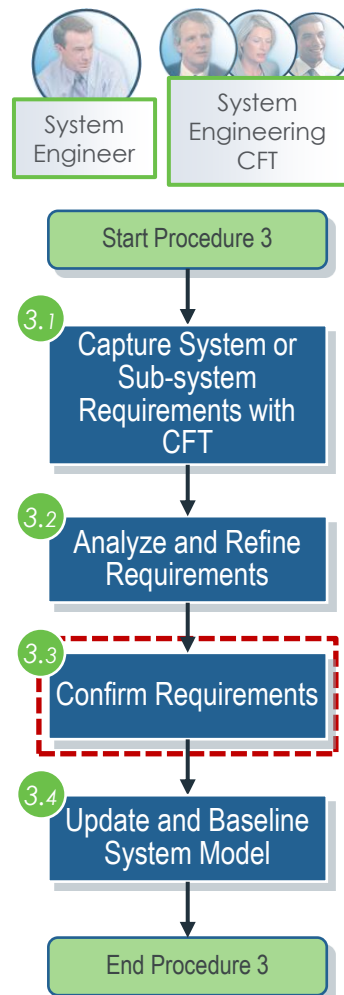 System
Engineer
System
Engineering
CFT
Start Procedure 3
3.1
Capture System or
Sub-system
Requirements with
CFT
3.2
Analyze and Refine
Requirements
3.3
Confirm Requirements
3.4
Update and Baseline
System Model
End Procedure 3